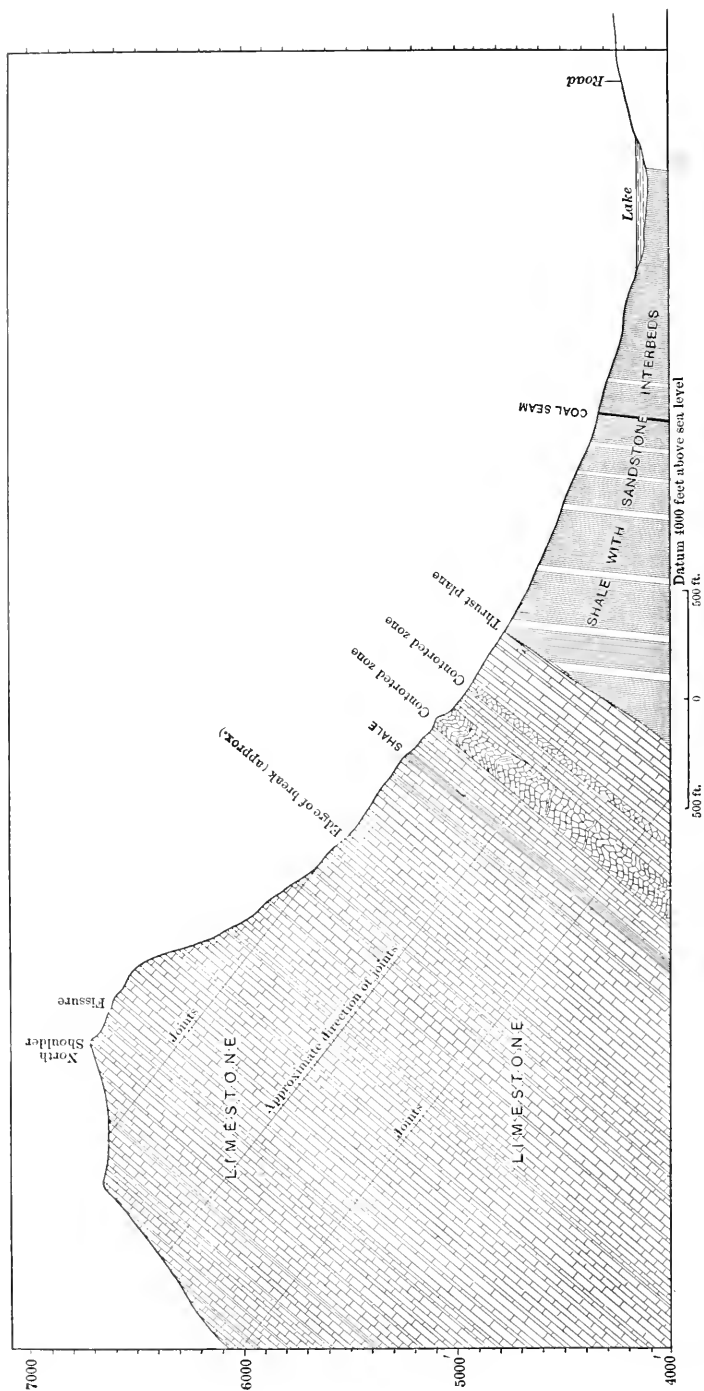 7000
6000
5000
4000
North
Shoulder
Fissure
Edge of break (approx.)
SHALE
Contorted zone
Contorted zone
Thrust plane
COAL SEAM
Lake
Road
Joints
LIMESTONE
Approximate direction of joints
Joints
LIMESTONE
SHALE WITH SANDSTONE INTERBEDS
Datum 4000 feet above sea level
500 ft.
0
500 ft.